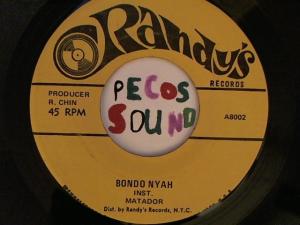 Randy's
RECORDS
PRODUCER
R. CHIN
45 RPM
PECOS
SOUND
A8002
BONDO NYAH
INST.
MATADOR
Dist. by Randy's Records, N.Y.C.